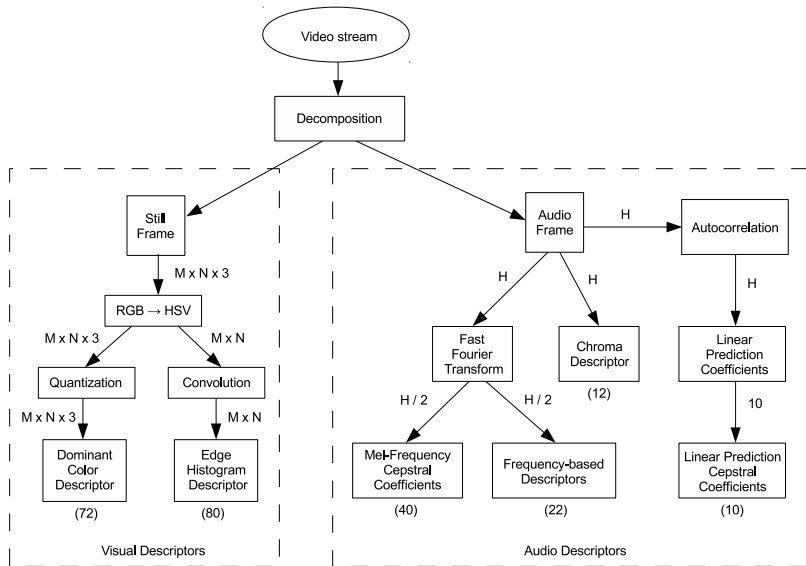 Video stream
Decomposition
Still
Frame
M x N x 3
RGB → HSV
M x N x 3
M x N
Quantization
Convolution
M x N x 3
M x N
Dominant
Color
Descriptor
Edge
Histogram
Descriptor
(72)
(80)
Visual Descriptors
Audio
Frame
H
Autocorrelation
H
H
H
Fast
Fourier
Transform
Chroma
Descriptor
Linear
Prediction
Coefficients
(12)
H / 2
H / 2
10
Mel-Frequency
Cepstral
Coefficients
Frequency-based
Descriptors
Linear Prediction
Cepstral
Coefficients
(40)
(22)
(10)
Audio Descriptors